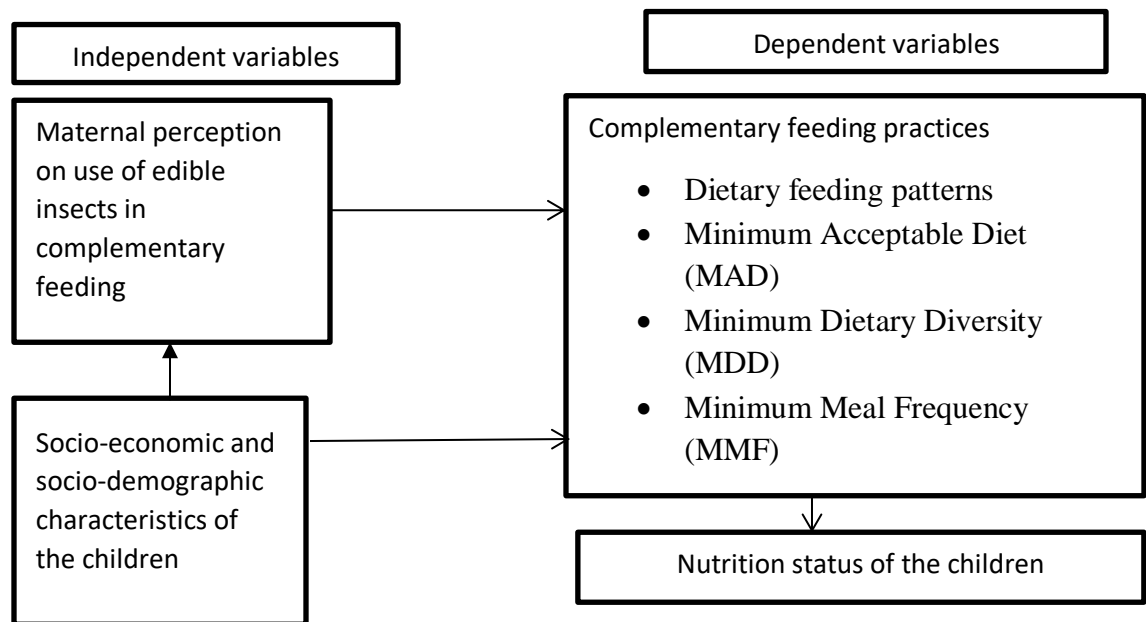 Independent variables
Dependent variables
Maternal perception
on use of edible
insects in
complementary
feeding
Socio-economic and
socio-demographic
characteristics of
the children
Complementary feeding practices
• Dietary feeding patterns
• Minimum Acceptable Diet
(MAD)
• Minimum Dietary Diversity
(MDD)
• Minimum Meal Frequency
(MMF)
Nutrition status of the children